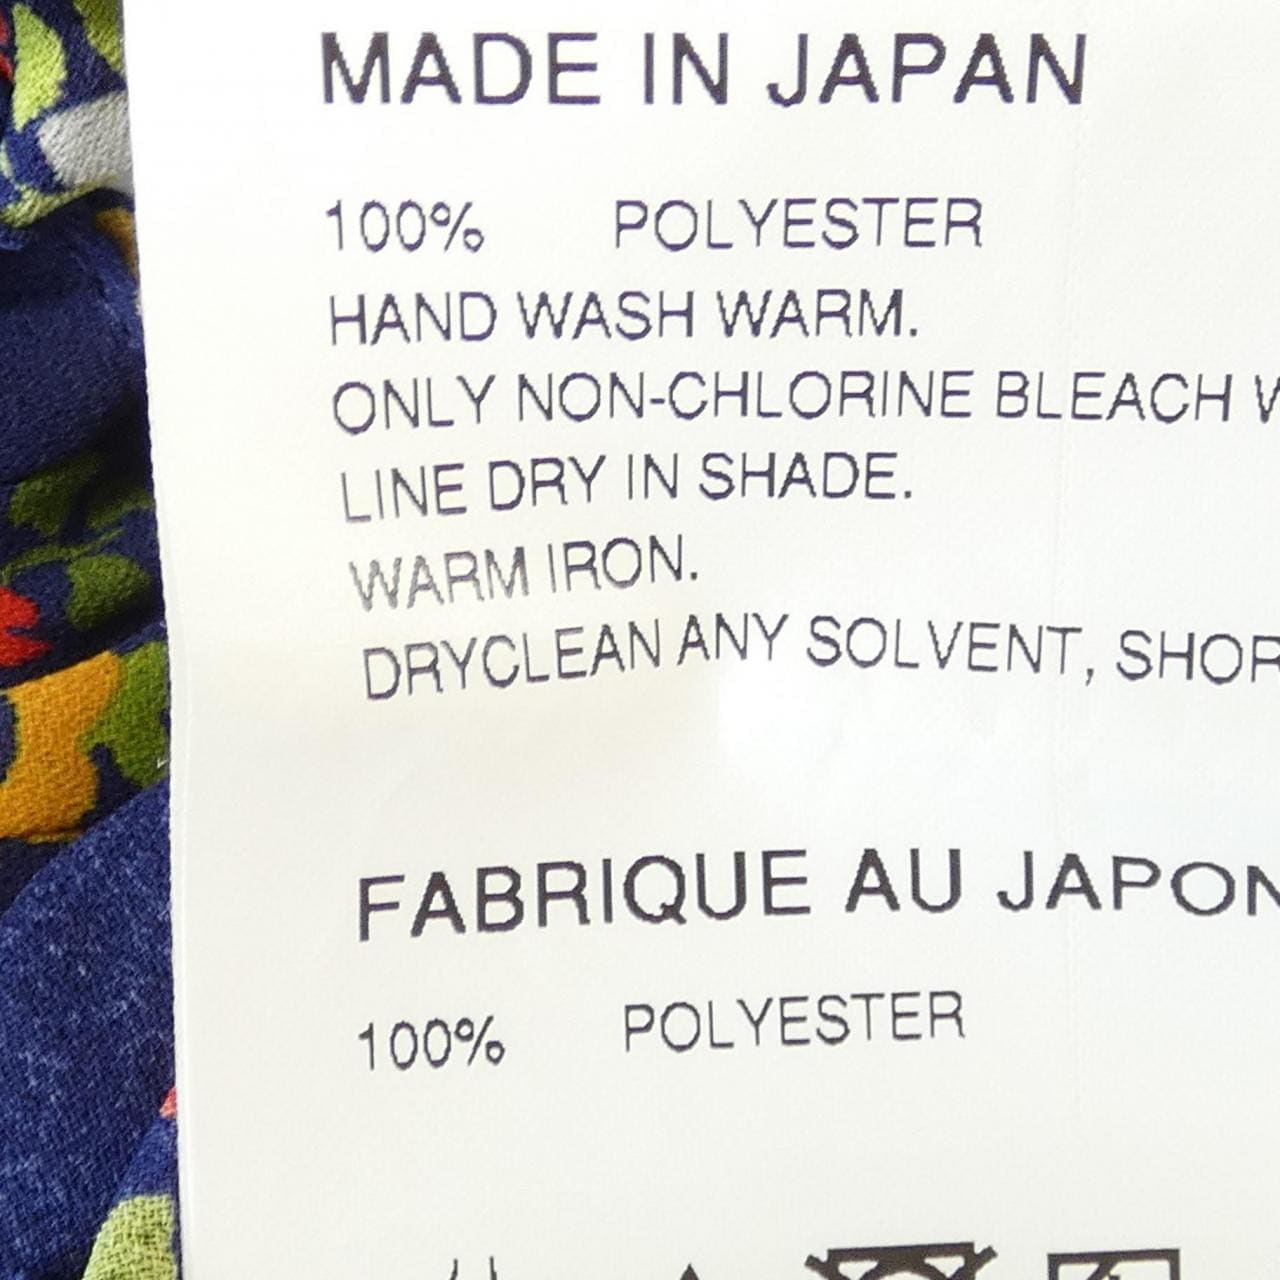 MADE IN JAPAN
100% POLYESTER
HAND WASH WARM.
ONLY NON-CHLORINE BLEACH
LINE DRY IN SHADE.
WARM IRON.
DRYCLEAN ANY SOLVENT,
FABRIQUE AU JAPON
100% POLYESTER